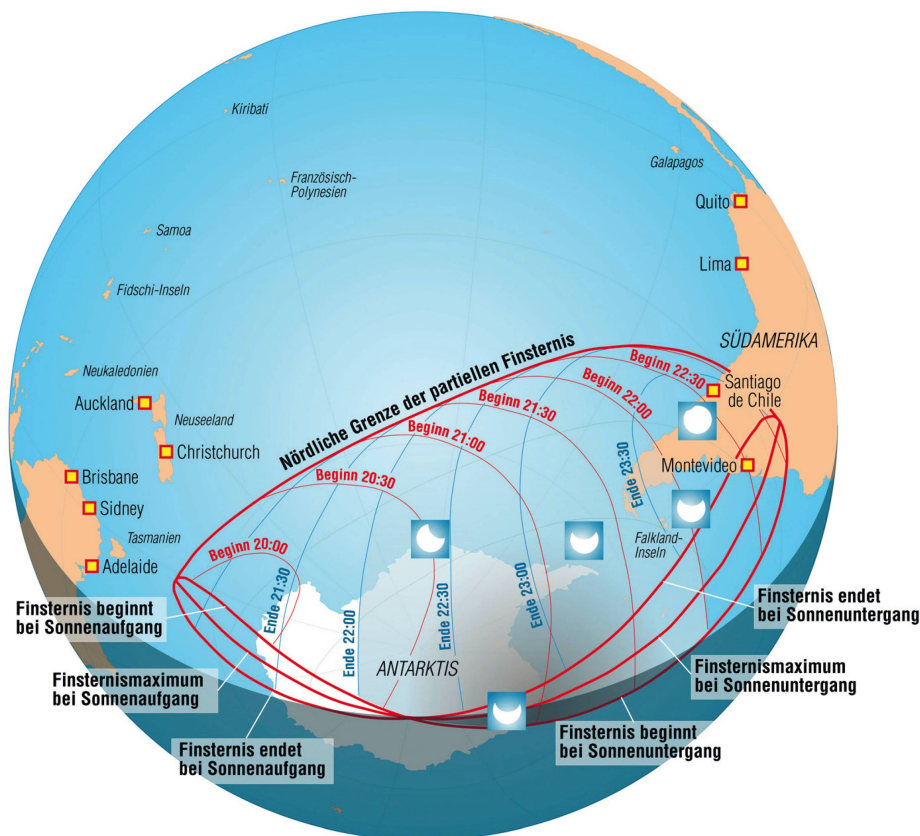 Kiribati
Galapagos
Französisch-
Polynesien
Quito
Samoa
Lima
Fidschi-Inseln
SÜDAMERIKA
Nördliche Grenze der partiellen Finsternis
Beginn 22:30
Neukaledonien
Santiago
de Chile
Auckland
Neuseeland
Beginn 22:00
Beginn 21:30
Beginn 21:00
Christchurch
Ende 23:30
Montevideo
Beginn 20:30
Brisbane
Sidney
Falkland-
Inseln
Tasmanien
Beginn 20:00
Adelaide
Ende 21:30
Ende 22:00
Ende 22:30
Ende 23:00
Finsternis beginnt
bei Sonnenaufgang
Finsternis endet
bei Sonnenuntergang
ANTARKTIS
Finsternismaximum
bei Sonnenaufgang
Finsternismaximum
bei Sonnenuntergang
Finsternis endet
bei Sonnenaufgang
Finsternis beginnt
bei Sonnenuntergang